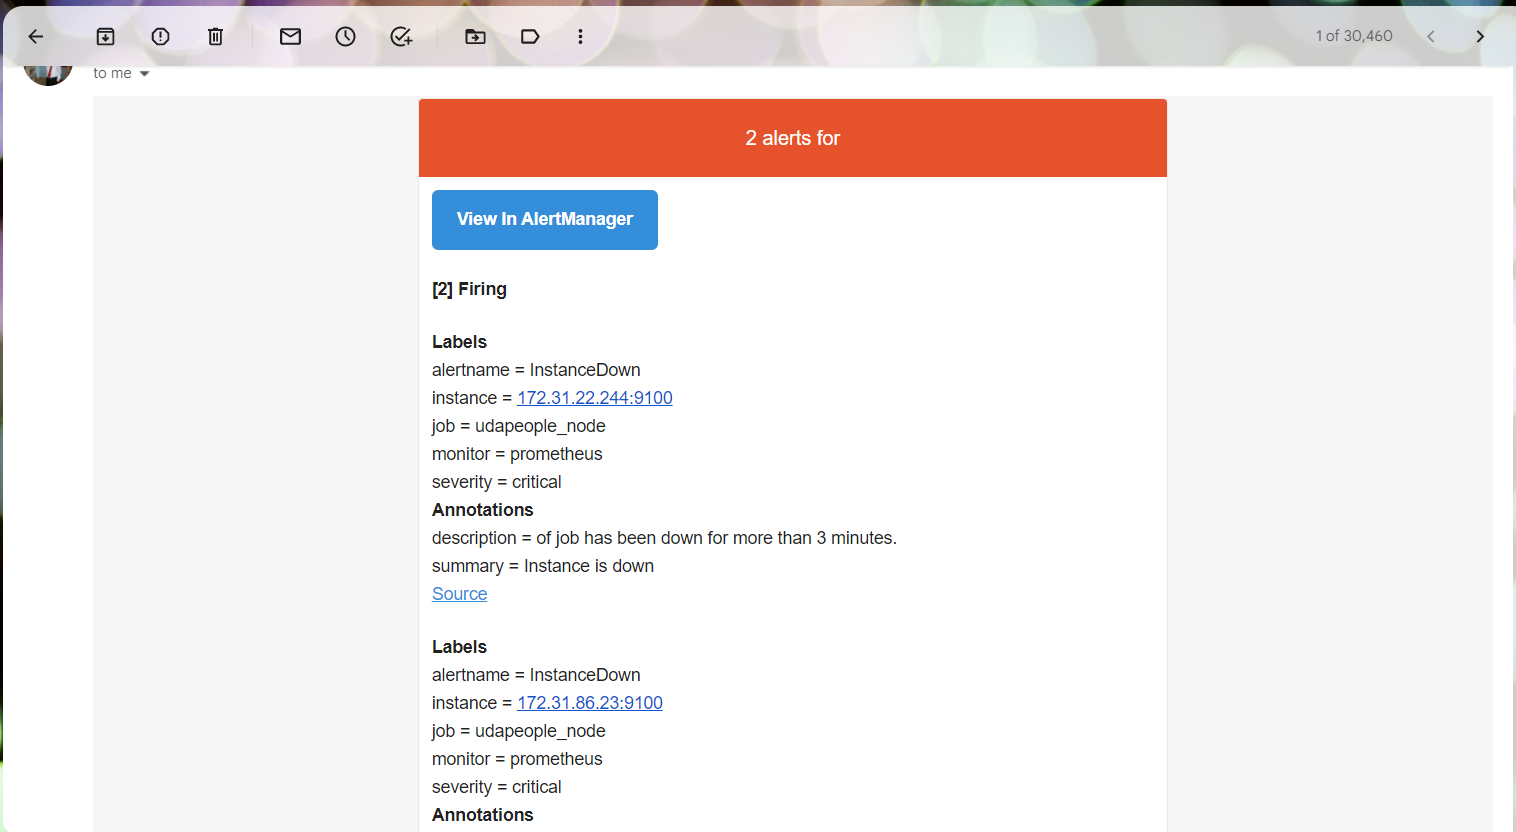 1 of 30,460
to me
2 alerts for
View In AlertManager
[2] Firing
Labels
alertname = InstanceDown
instance = 172.31.22.244:9100
job = udapeople_node
monitor = prometheus
severity = critical
Annotations
description = of job has been down for more than 3 minutes.
summary = Instance is down
Source
Labels
alertname = InstanceDown
instance = 172.31.86.23:9100
job = udapeople_node
monitor = prometheus
severity = critical
Annotations